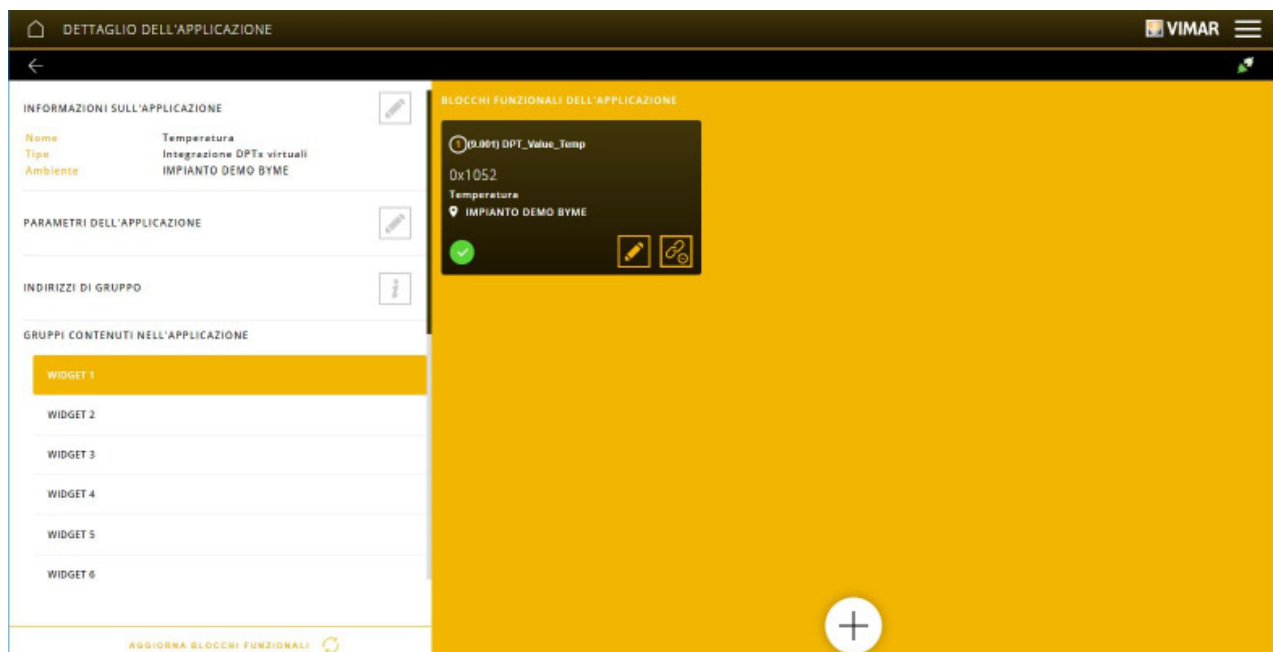 DETTAGLIO DELL'APPLICAZIONE
VIMAR
INFORMAZIONI SULL'APPLICAZIONE
Nome Temperatura
Tipo Integrazione DPTx virtuali
Ambiente IMPIANTO DEMO BYME
PARAMETRI DELL'APPLICAZIONE
INDIRIZZI DI GRUPPO
i
GRUPPI CONTENUTI NELL'APPLICAZIONE
WIDGET 1
WIDGET 2
WIDGET 3
WIDGET 4
WIDGET 5
WIDGET 6
AGGIORNA BLOCCHI FUNZIONALI
BLOCCHI FUNZIONALI DELL'APPLICAZIONE
1 (9.001) DPT_Value_Temp
0x1052
Temperatura
IMPIANTO DEMO BYME